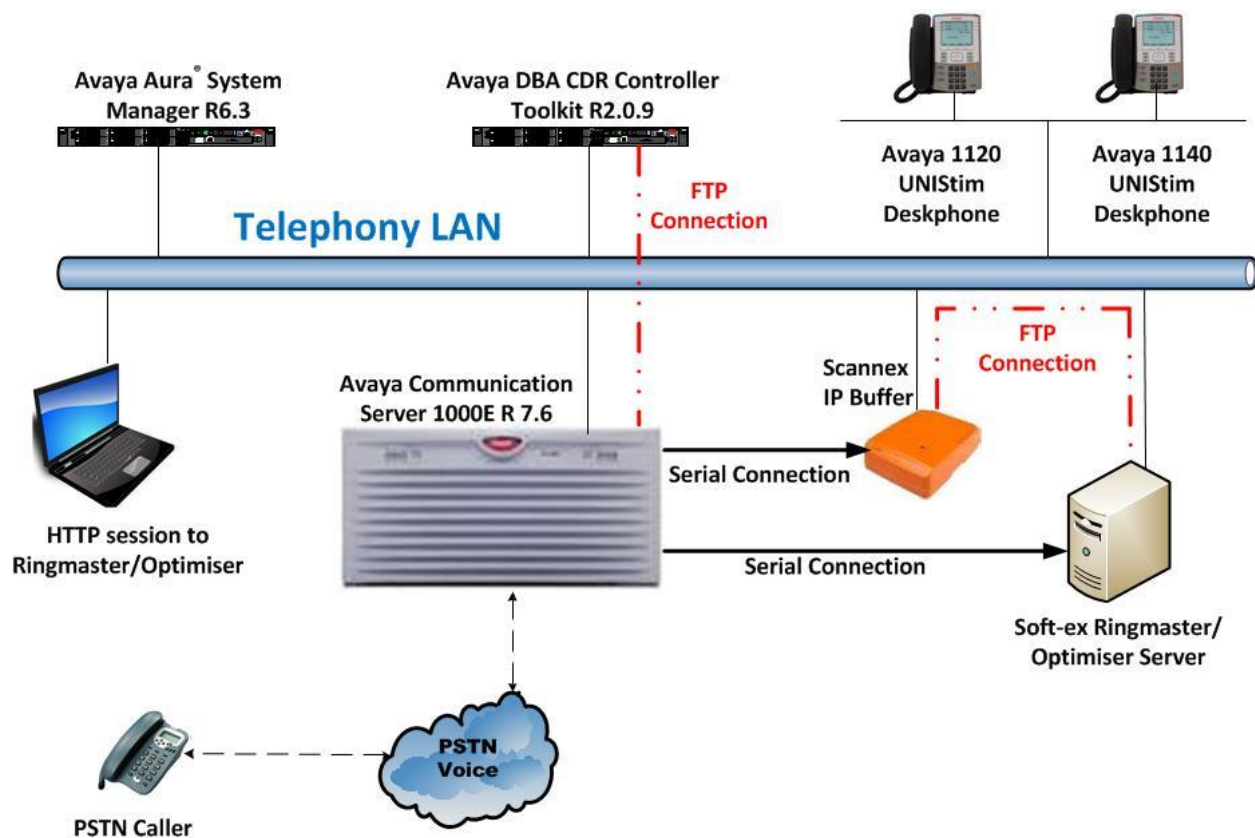 Avaya Aura® System
Manager R6.3
Avaya DBA CDR Controller
Toolkit R2.0.9
Avaya 1120
UNIStim
Deskphone
Avaya 1140
UNIStim
Deskphone
FTP
Connection
Telephony LAN
FTP
Connection
Scannex
IP Buffer
Avaya Communication
Server 1000E R 7.6
Serial Connection
HTTP session to
Ringmaster/Optimiser
Serial Connection
Soft-ex Ringmaster/
Optimiser Server
PSTN
Voice
PSTN Caller